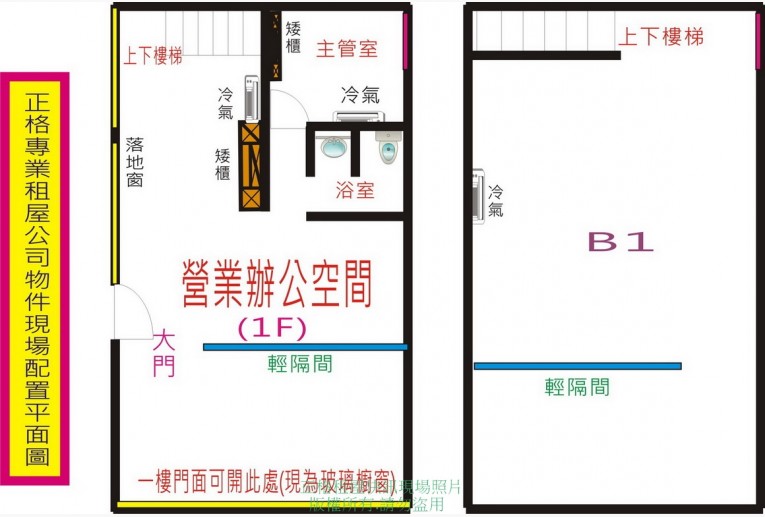 正格專業租屋公司物件現場配置平面圖
上下樓梯
矮櫃
主管室
冷氣
冷氣
落地窗
矮櫃
浴室
營業辦公空間
(1F)
大門
輕隔間
一樓門面可開此處(現為玻璃櫥窗)
現場照片
版權所有,請勿盜用
上下樓梯
冷氣
B1
輕隔間